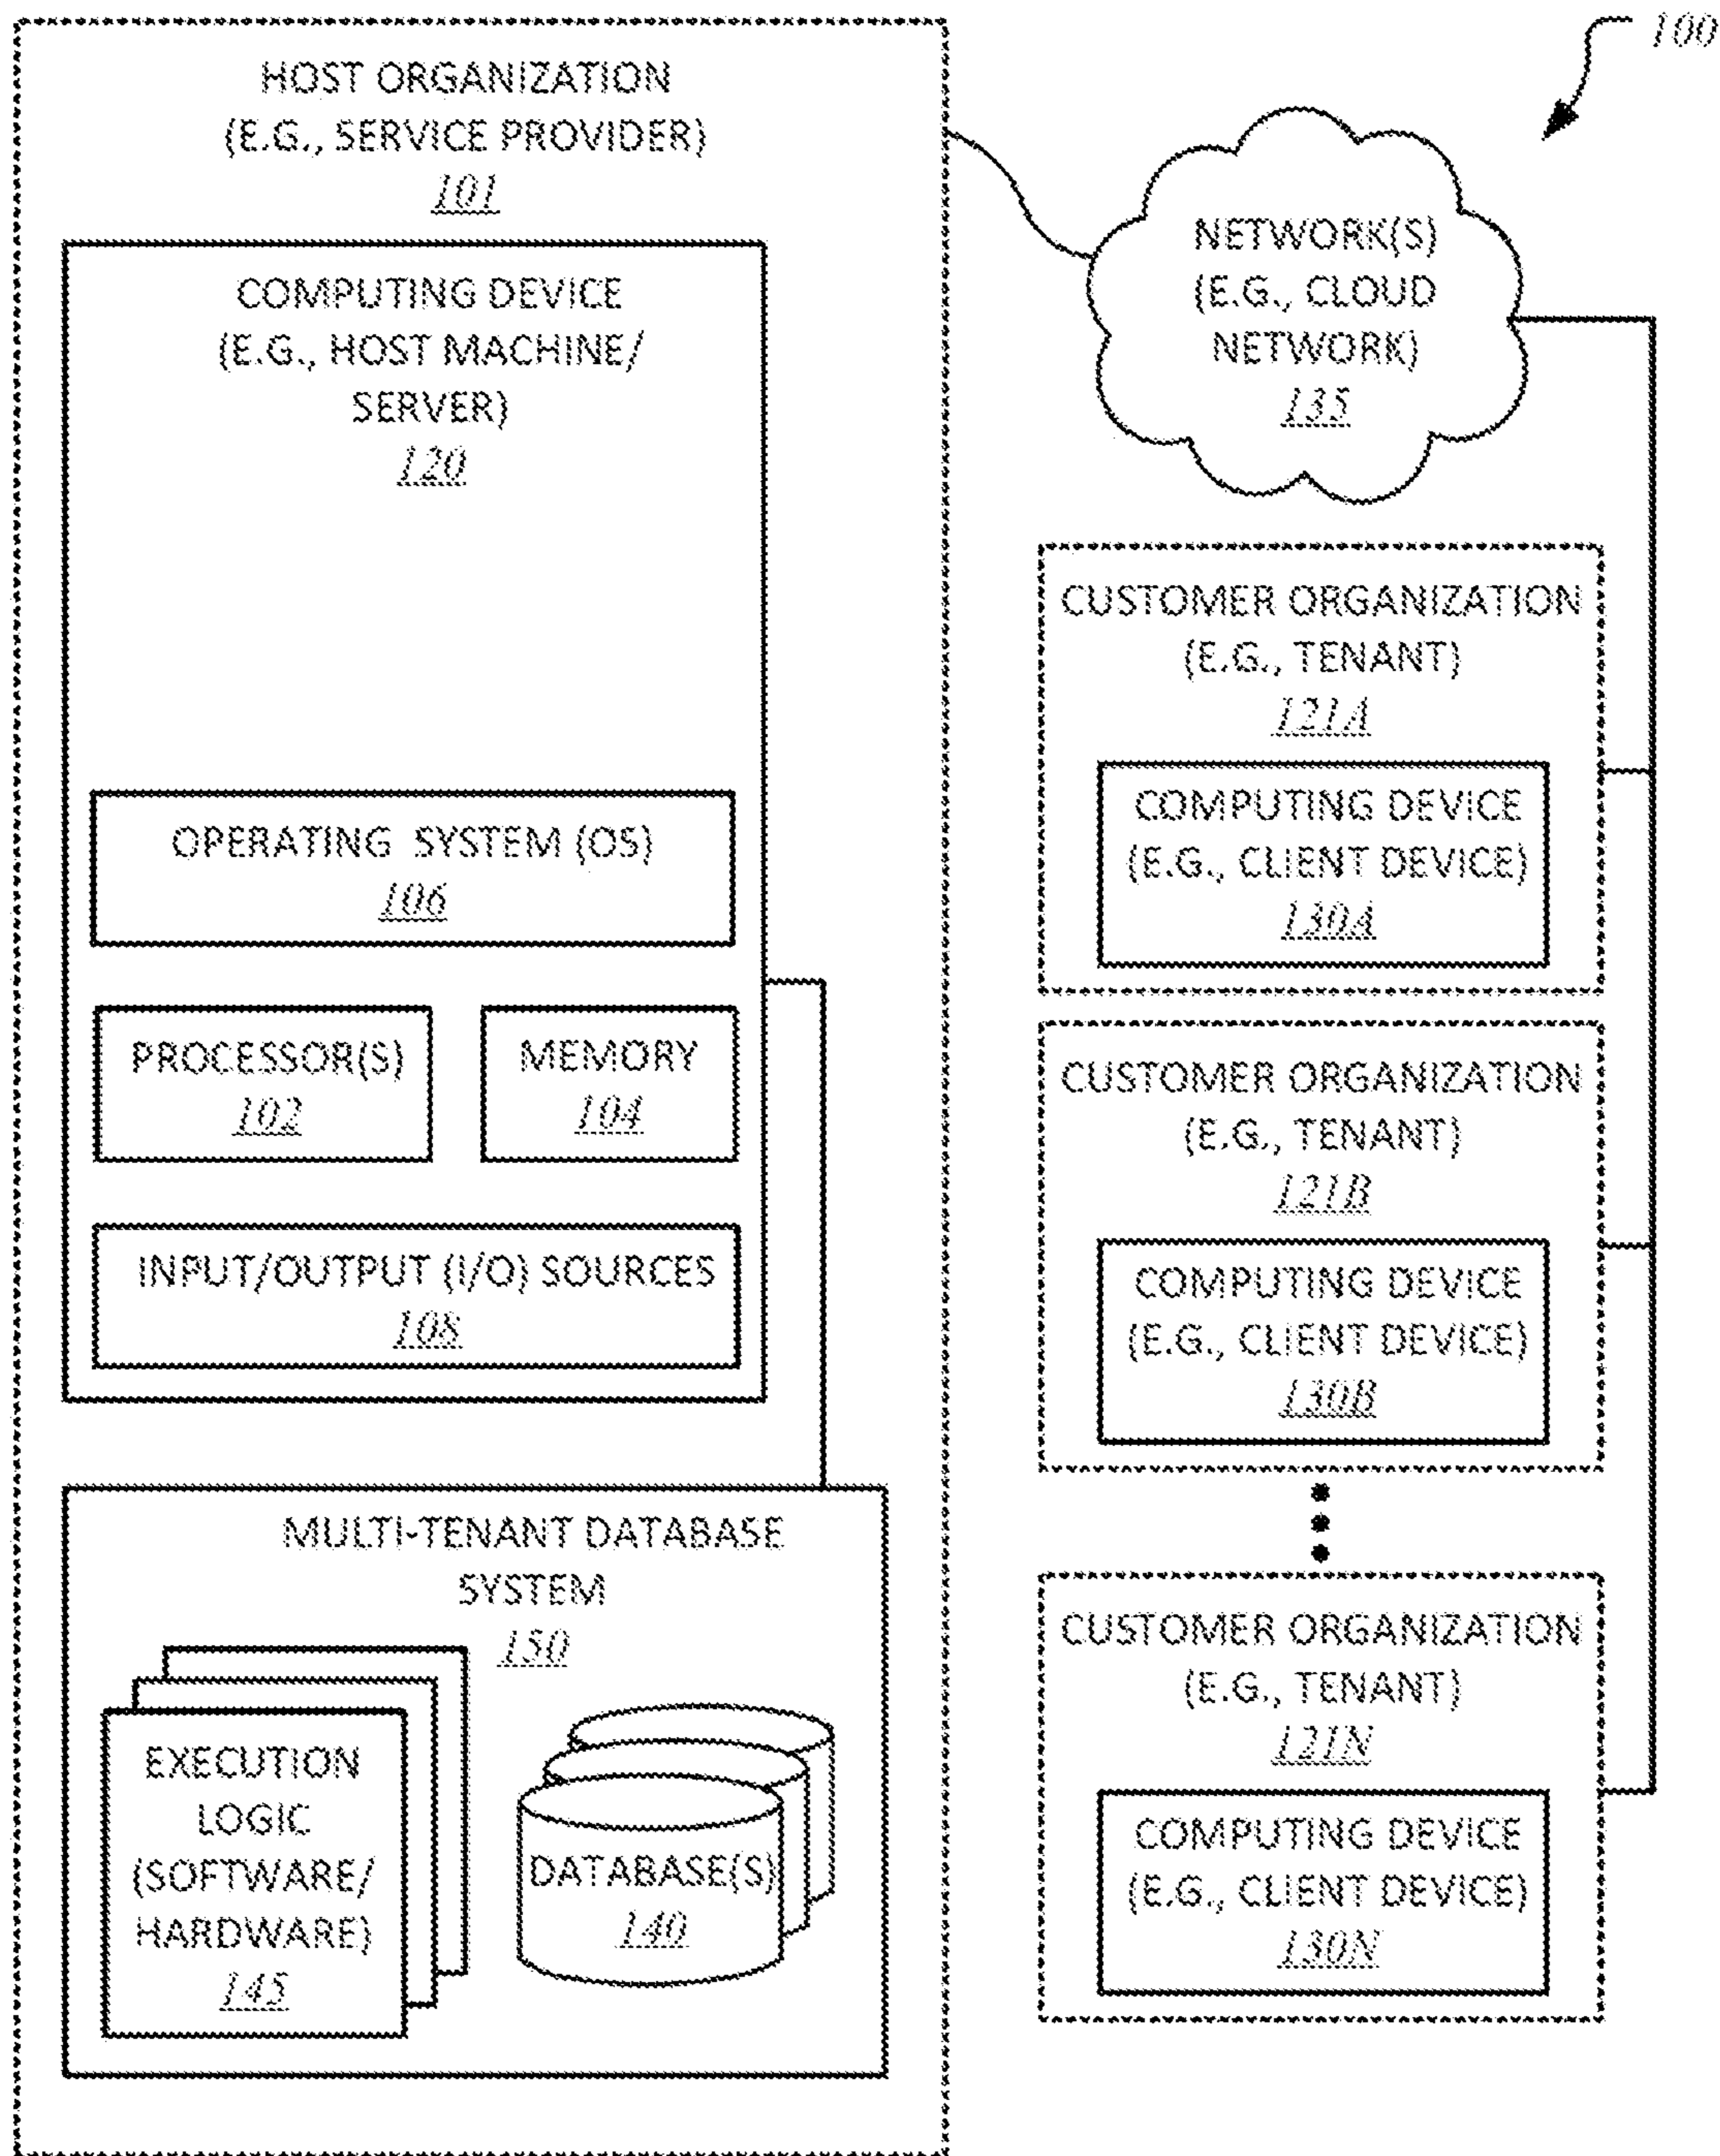 100
HOST ORGANIZATION
(E.G., SERVICE PROVIDER)
101
COMPUTING DEVICE
(E.G., HOST MACHINE/
SERVER)
120
OPERATING SYSTEM (OS)
106
PROCESSOR(S)
102
MEMORY
104
INPUT/OUTPUT (I/O) SOURCES
108
MULTI-TENANT DATABASE
SYSTEM
150
EXECUTION
LOGIC
(SOFTWARE/
HARDWARE)
145
DATABASE(S)
140
NETWORK(S)
(E.G., CLOUD
NETWORK)
135
CUSTOMER ORGANIZATION
(E.G., TENANT)
121A
COMPUTING DEVICE
(E.G., CLIENT DEVICE)
130A
CUSTOMER ORGANIZATION
(E.G., TENANT)
121B
COMPUTING DEVICE
(E.G., CLIENT DEVICE)
130B
CUSTOMER ORGANIZATION
(E.G., TENANT)
121N
COMPUTING DEVICE
(E.G., CLIENT DEVICE)
130N